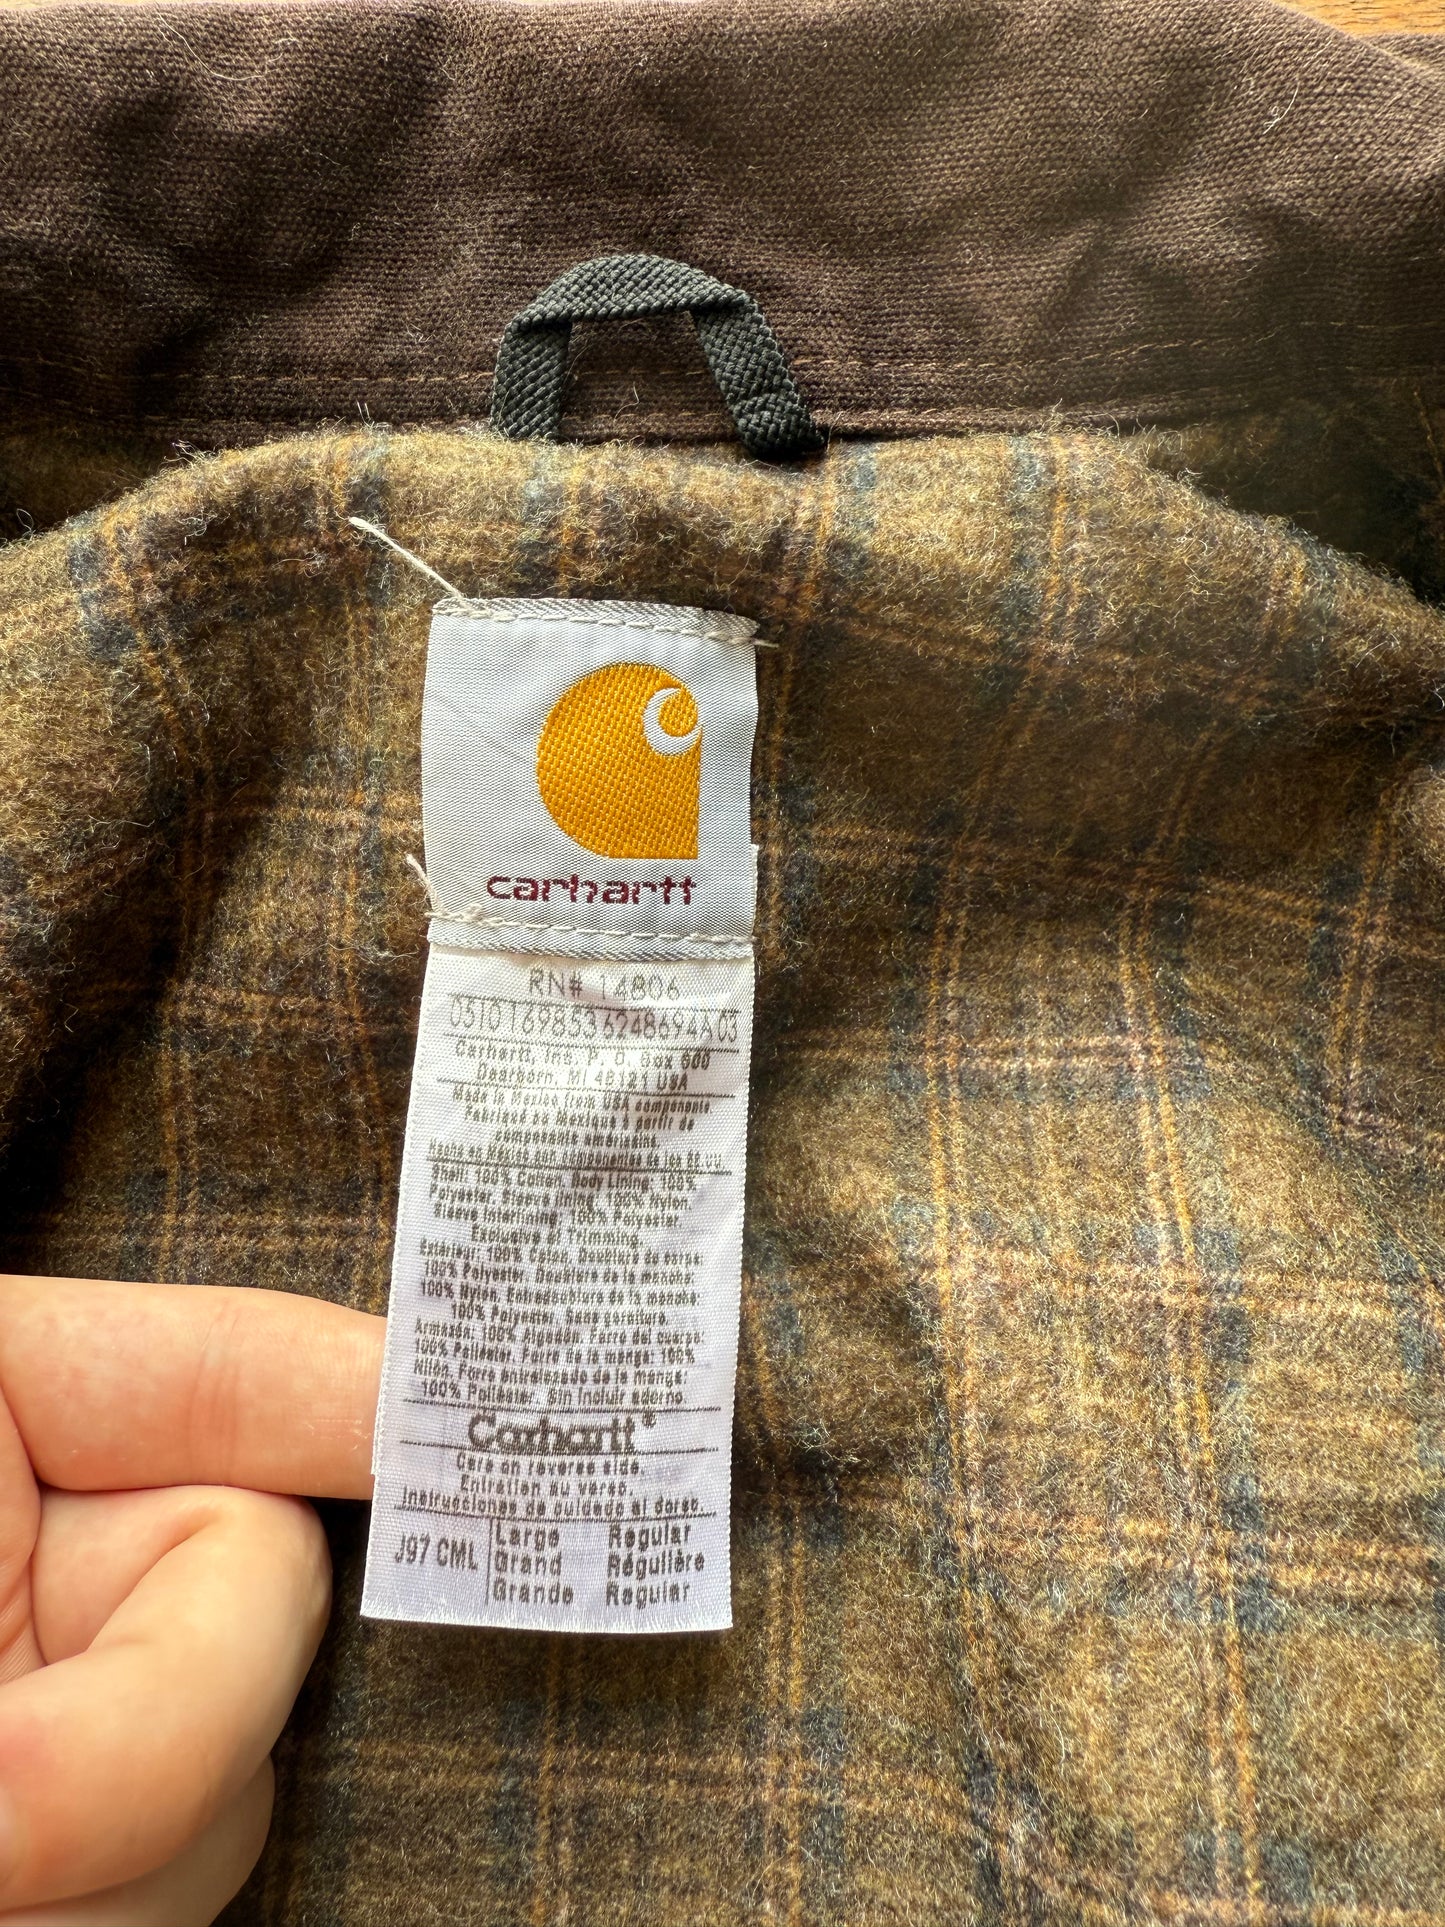 carhartt
RN# 14806
0510169853624 8694A 03
Carhartt, Inc. P. O. Box 600
Dearborn, MI 48121 USA
Made in Mexico from USA components
Fabriqué au Mexique à partir de
composants américains.
Hecho en México con componentes de los EE.UU.
Shell: 100% Cotton. Body Lining: 100%
Polyester. Sleeve lining: 100% Nylon.
Sleeve Interlining: 100% Polyester.
Exclusive of Trimming.
Extérieur: 100% Coton. Doublure du corps:
100% Polyester. Doublure de la manche:
100% Nylon. Entredoublure de la manche:
100% Polyester. Sans garniture.
Armazón: 100% Algodón. Forro del cuerpo:
100% Poliéster. Forro de la manga: 100%
Nilón. Forro entrelazado de la manga:
100% Poliéster. Sin incluir adorno.
Carhartt®
Care on reverse side.
Entretien au verso.
Instrucciones de cuidado al dorso.
J97 CML Large Regular
Grand Régulière
Grande Regular